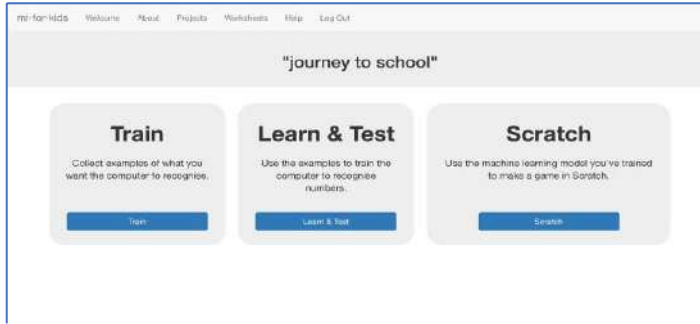 ml-for-kids Welcome About Projects Worksheets Help Log Out
"journey to school"
Train
Collect examples of what you
want the computer to recognise.
Train
Learn & Test
Use the examples to train the
computer to recognise
numbers.
Learn & Test
Scratch
Use the machine learning model you've trained
to make a game in Scratch.
Scratch